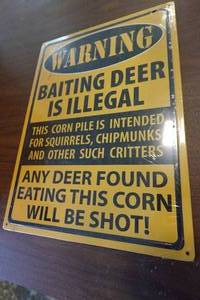 WARNING
BAITING DEER
IS ILLEGAL
THIS CORN PILE IS INTENDED
FOR SQUIRRELS, CHIPMUNKS
AND OTHER SUCH CRITTERS
ANY DEER FOUND
EATING THIS CORN
WILL BE SHOT!